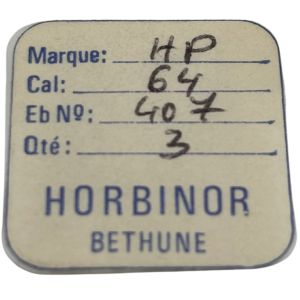 Marque: HP
Cal: 64
Eb Nº: 407
Qté: 3
HORBINOR
BETHUNE